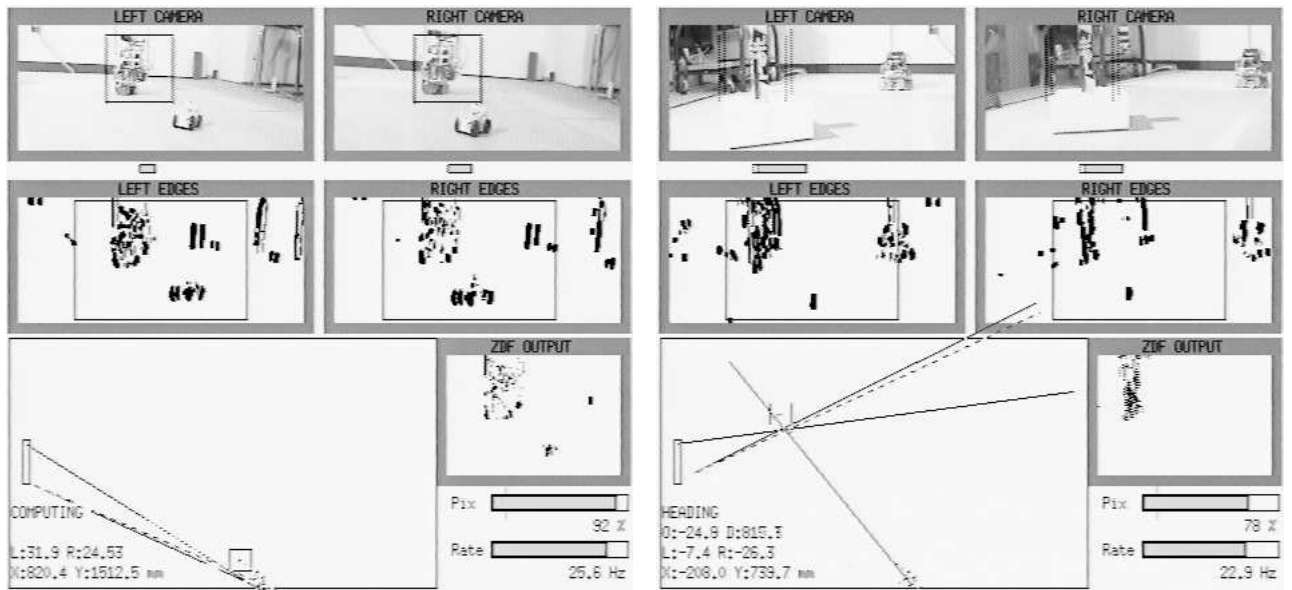 LEFT CAMERA
RIGHT CAMERA
LEFT EDGES
RIGHT EDGES
ZDF OUTPUT
COMPUTING
L:31.9 R:24.53
X:820.4 Y:1512.5 mm
Pix
92 %
Rate
25.6 Hz
LEFT CAMERA
RIGHT CAMERA
LEFT EDGES
RIGHT EDGES
ZDF OUTPUT
HEADING
O:-24.9 D:815.3
L:-7.4 R:-26.3
X:-208.0 Y:739.7 mm
Pix
78 %
Rate
22.9 Hz